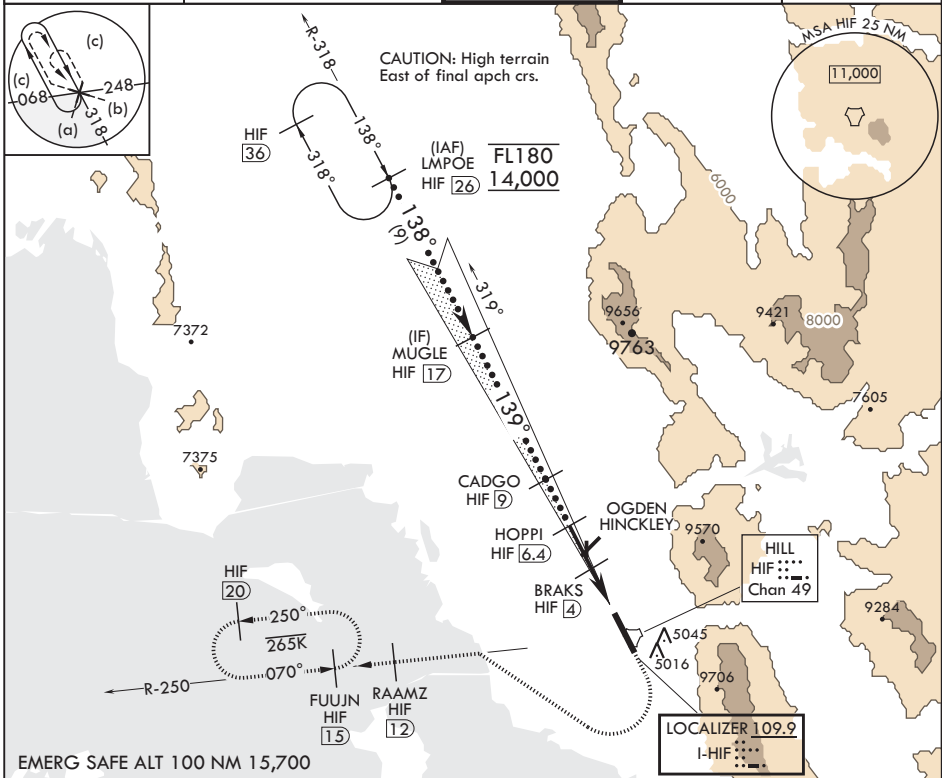 (c)
(c)
068
248
(b)
(a)
318
R-318
CAUTION: High terrain
East of final apch crs.
MSA HIF 25 NM
11,000
HIF
36
138°
318°
(IAF)
LMPOE
HIF 26
FL180
14,000
138°
(9)
6000
319°
7372
(IF)
MUGLE
HIF 17
9656
9763
9421
8000
7605
139°
7375
CADGO
HIF 9
HOPPI
HIF 6.4
OGDEN
HINCKLEY
9570
HILL
HIF
Chan 49
BRAKS
HIF 4
HIF
20
250°
265K
070°
R-250
FUUJN
HIF
15
RAAMZ
HIF
12
5045
5016
9284
9706
LOCALIZER 109.9
I-HIF
EMERG SAFE ALT 100 NM 15,700